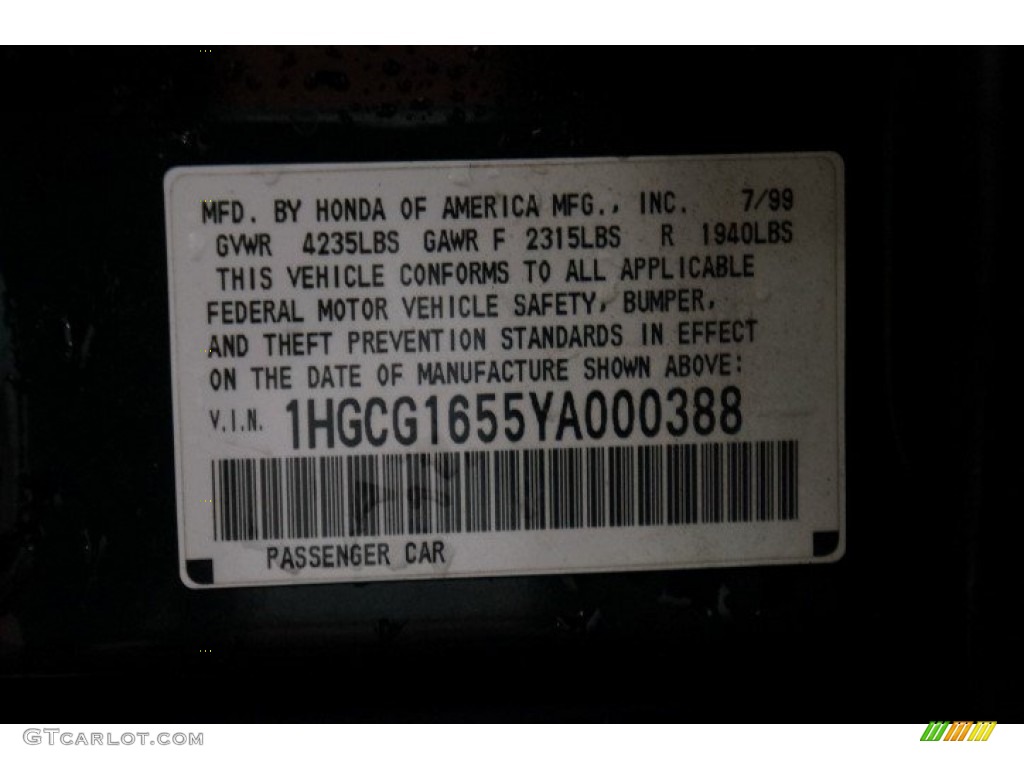 MFD. BY HONDA OF AMERICA MFG., INC. 7/99
GVWR 4235LBS GAWR F 2315LBS R 1940LBS
THIS VEHICLE CONFORMS TO ALL APPLICABLE
FEDERAL MOTOR VEHICLE SAFETY, BUMPER,
AND THEFT PREVENTION STANDARDS IN EFFECT
ON THE DATE OF MANUFACTURE SHOWN ABOVE:
V.I.N. 1HGCG1655YA000388
PASSENGER CAR
GTCARLOT.COM